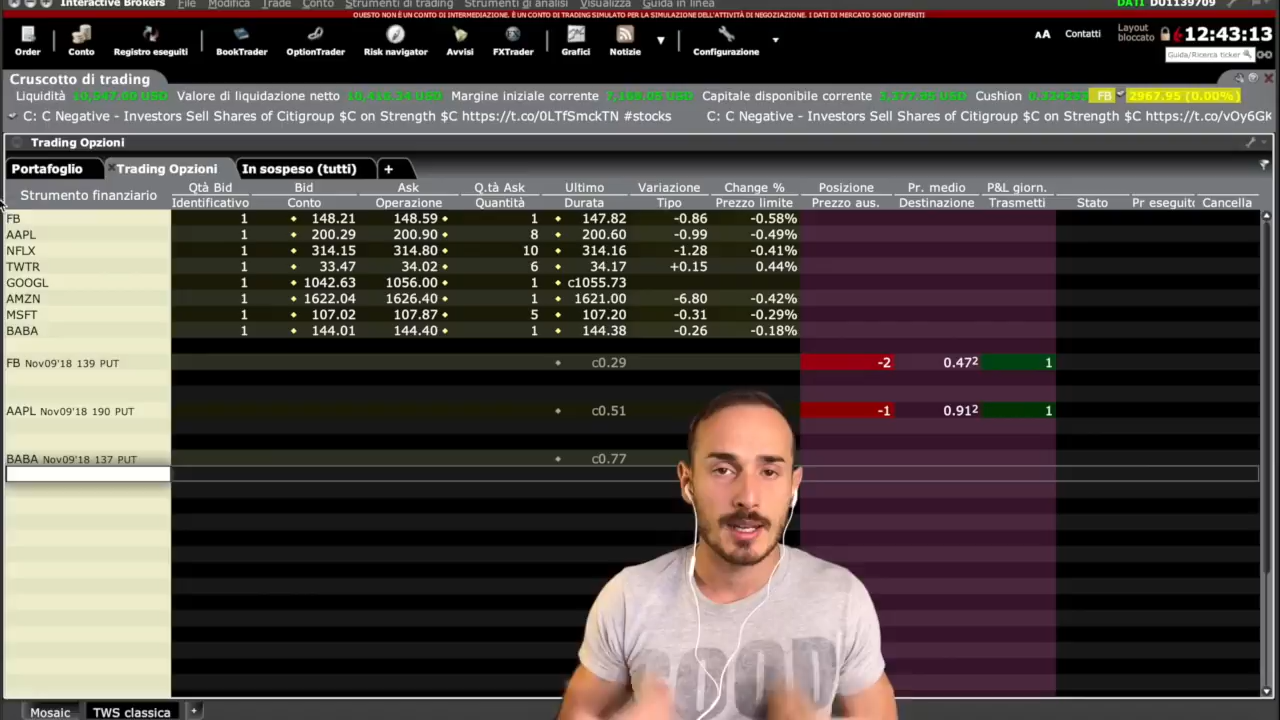 Interactive Brokers File Modifica Trade Strumenti di trading Strumenti di analisi Visualizza Guida in linea DATI DU1139709
QUESTO NON È UN CONTO DI INTERMEDIAZIONE. È UN CONTO DI TRADING SIMULATO PER LA SIMULAZIONE DELL'ATTIVITÀ DI NEGOZIAZIONE. I DATI DI MERCATO SONO DIFFERITI
Order Conto Registro eseguiti BookTrader OptionTrader Risk navigator Avvisi FXTrader Grafici Notizie Configurazione AA Contatti Layout bloccato 12:43:13
Guida/Ricerca ticker
Cruscotto di trading
Liquidità Valore di liquidazione netto Margine iniziale corrente Capitale disponibile corrente Cushion FB 2967.95 (0.00%)
C: C Negative - Investors Sell Shares of Citigroup $C on Strength $C https://t.co/0LTfSmckTN #stocks C: C Negative - Investors Sell Shares of Citigroup $C on Strength $C https://t.co/vOy6GK
Trading Opzioni
Portafoglio Trading Opzioni In sospeso (tutti) +
Strumento finanziario Qtà Bid Bid Ask Q.tà Ask Ultimo Variazione Change % Posizione Pr. medio P&L giorn.
Identificativo Conto Operazione Quantità Durata Tipo Prezzo limite Prezzo aus. Destinazione Trasmetti Stato Pr eseguito Cancella
FB 1 148.21 148.59 1 147.82 -0.86 -0.58%
AAPL 1 200.29 200.90 8 200.60 -0.99 -0.49%
NFLX 1 314.15 314.80 10 314.16 -1.28 -0.41%
TWTR 1 33.47 34.02 6 34.17 +0.15 0.44%
GOOGL 1 1042.63 1056.00 1 c1055.73
AMZN 1 1622.04 1626.40 1 1621.00 -6.80 -0.42%
MSFT 1 107.02 107.87 5 107.20 -0.31 -0.29%
BABA 1 144.01 144.40 1 144.38 -0.26 -0.18%
FB Nov09'18 139 PUT c0.29 -2 0.47² 1
AAPL Nov09'18 190 PUT c0.51 -1 0.91² 1
BABA Nov09'18 137 PUT c0.77
GOOD
Mosaic TWS classica +